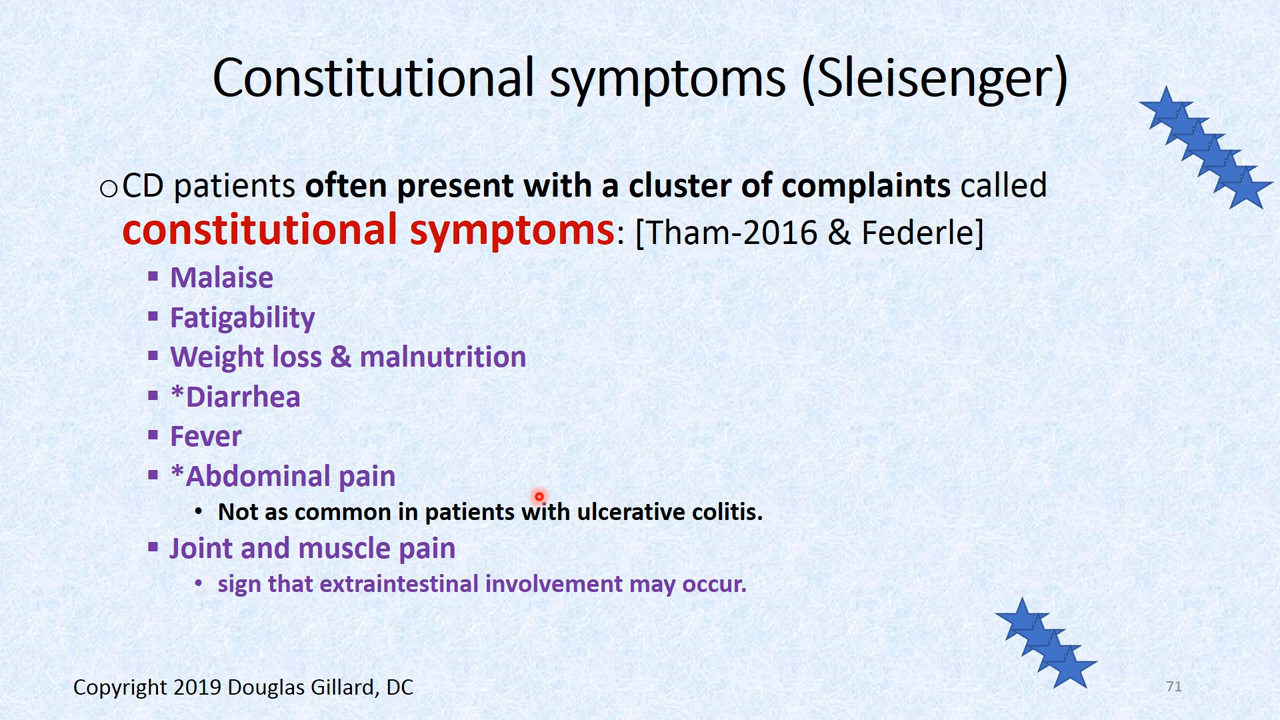 Constitutional symptoms (Sleisenger)
○CD patients often present with a cluster of complaints called
constitutional symptoms: [Tham-2016 & Federle]
▪ Malaise
▪ Fatigability
▪ Weight loss & malnutrition
▪ *Diarrhea
▪ Fever
▪ *Abdominal pain
• Not as common in patients with ulcerative colitis.
▪ Joint and muscle pain
• sign that extraintestinal involvement may occur.
Copyright 2019 Douglas Gillard, DC
71